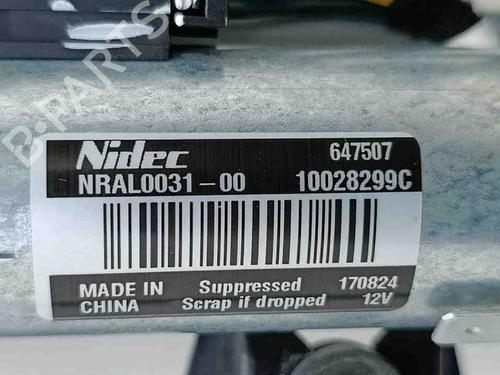 B-PARTS
Nidec 647507
NRAL0031-00 10028299C
MADE IN Suppressed 170824
CHINA Scrap if dropped 12V